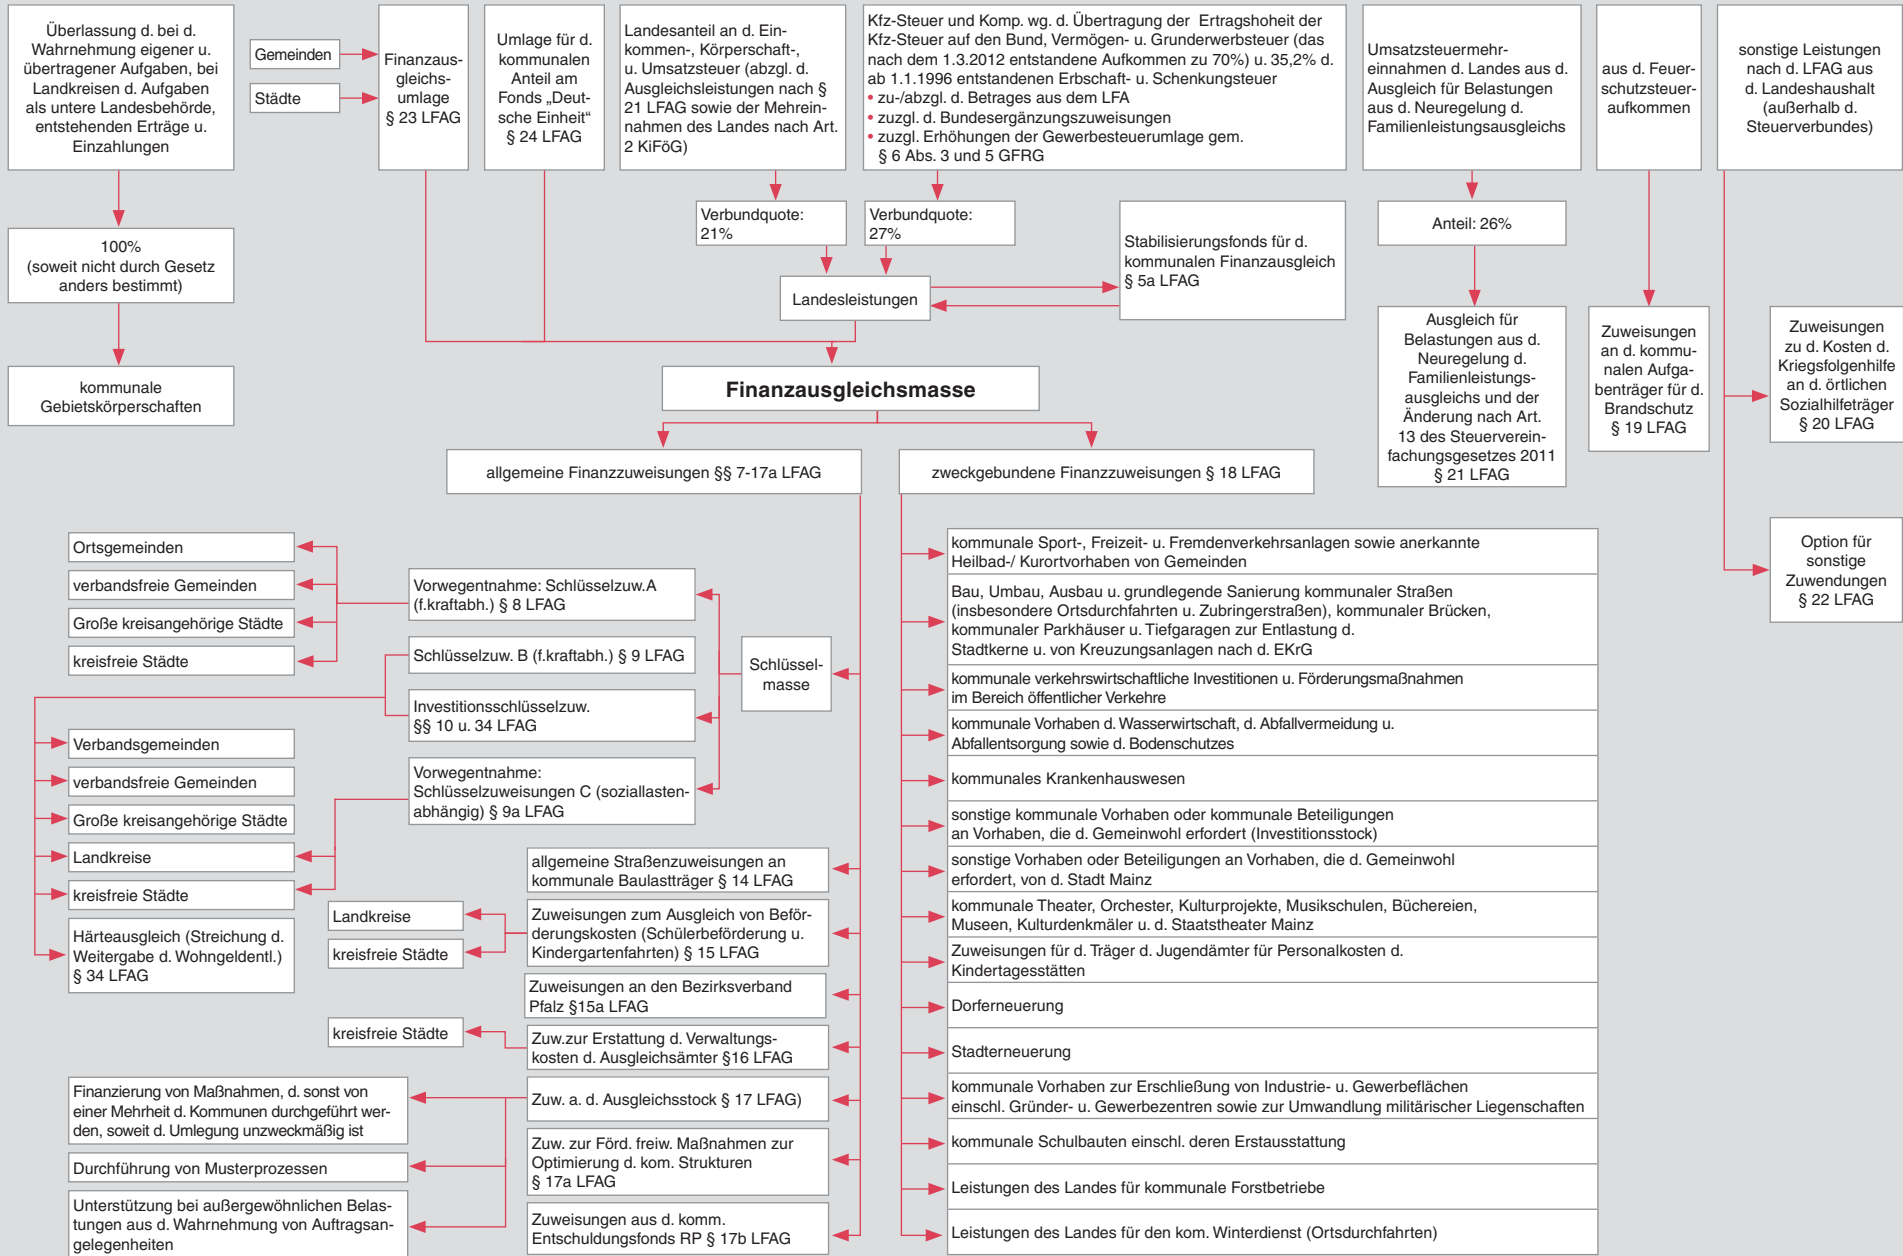 Überlassung d. bei d.
Wahrnehmung eigener u.
übertragener Aufgaben, bei
Landkreisen d. Aufgaben
als untere Landesbehörde,
entstehenden Erträge u.
Einzahlungen
100%
(soweit nicht durch Gesetz
anders bestimmt)
kommunale
Gebietskörperschaften
Gemeinden
Städte
Finanzaus-
gleichs-
umlage
§ 23 LFAG
Umlage für d.
kommunalen
Anteil am
Fonds „Deut-
sche Einheit“
§ 24 LFAG
Landesanteil an d. Ein-
kommen-, Körperschaft-,
u. Umsatzsteuer (abzgl. d.
Ausgleichsleistungen nach §
21 LFAG sowie der Mehrein-
nahmen des Landes nach Art.
2 KiFöG)
Kfz-Steuer und Komp. wg. d. Übertragung der Ertragshoheit der
Kfz-Steuer auf den Bund, Vermögen- u. Grunderwerbsteuer (das
nach dem 1.3.2012 entstandene Aufkommen zu 70%) u. 35,2% d.
ab 1.1.1996 entstandenen Erbschaft- u. Schenkungsteuer
• zu-/abzgl. d. Betrages aus dem LFA
• zuzgl. d. Bundesergänzungszuweisungen
• zuzgl. Erhöhungen der Gewerbesteuerumlage gem.
§ 6 Abs. 3 und 5 GFRG
Umsatzsteuermehr-
einnahmen d. Landes aus d.
Ausgleich für Belastungen
aus d. Neuregelung d.
Familienleistungsausgleichs
aus d. Feuer-
schutzsteuer-
aufkommen
sonstige Leistungen
nach d. LFAG aus
d. Landeshaushalt
(außerhalb d.
Steuerverbundes)
Verbundquote:
21%
Verbundquote:
27%
Landesleistungen
Stabilisierungsfonds für d.
kommunalen Finanzausgleich
§ 5a LFAG
Anteil: 26%
Ausgleich für
Belastungen aus d.
Neuregelung d.
Familienleistungs-
ausgleichs und der
Änderung nach Art.
13 des Steuerverein-
fachungsgesetzes 2011
§ 21 LFAG
Zuweisungen
an d. kommu-
nalen Aufga-
benträger für d.
Brandschutz
§ 19 LFAG
Zuweisungen
zu d. Kosten d.
Kriegsfolgenhilfe
an d. örtlichen
Sozialhilfeträger
§ 20 LFAG
Option für
sonstige
Zuwendungen
§ 22 LFAG
Finanzausgleichsmasse
allgemeine Finanzzuweisungen §§ 7-17a LFAG
zweckgebundene Finanzzuweisungen § 18 LFAG
Ortsgemeinden
verbandsfreie Gemeinden
Große kreisangehörige Städte
kreisfreie Städte
Vorwegentnahme: Schlüsselzuw.A
(f.kraftabh.) § 8 LFAG
Schlüsselzuw. B (f.kraftabh.) § 9 LFAG
Investitionsschlüsselzuw.
§§ 10 u. 34 LFAG
Vorwegentnahme:
Schlüsselzuweisungen C (soziallasten-
abhängig) § 9a LFAG
Schlüssel-
masse
Verbandsgemeinden
verbandsfreie Gemeinden
Große kreisangehörige Städte
Landkreise
kreisfreie Städte
Härteausgleich (Streichung d.
Weitergabe d. Wohngeldentl.)
§ 34 LFAG
allgemeine Straßenzuweisungen an
kommunale Baulastträger § 14 LFAG
Landkreise
kreisfreie Städte
Zuweisungen zum Ausgleich von Beför-
derungskosten (Schülerbeförderung u.
Kindergartenfahrten) § 15 LFAG
Zuweisungen an den Bezirksverband
Pfalz §15a LFAG
kreisfreie Städte
Zuw.zur Erstattung d. Verwaltungs-
kosten d. Ausgleichsämter §16 LFAG
Finanzierung von Maßnahmen, d. sonst von
einer Mehrheit d. Kommunen durchgeführt wer-
den, soweit d. Umlegung unzweckmäßig ist
Durchführung von Musterprozessen
Unterstützung bei außergewöhnlichen Belas-
tungen aus d. Wahrnehmung von Auftragsan-
gelegenheiten
Zuw. a. d. Ausgleichsstock § 17 LFAG)
Zuw. zur Förd. freiw. Maßnahmen zur
Optimierung d. kom. Strukturen
§ 17a LFAG
Zuweisungen aus d. komm.
Entschuldungsfonds RP § 17b LFAG
kommunale Sport-, Freizeit- u. Fremdenverkehrsanlagen sowie anerkannte
Heilbad-/ Kurortvorhaben von Gemeinden
Bau, Umbau, Ausbau u. grundlegende Sanierung kommunaler Straßen
(insbesondere Ortsdurchfahrten u. Zubringerstraßen), kommunaler Brücken,
kommunaler Parkhäuser u. Tiefgaragen zur Entlastung d.
Stadtkerne u. von Kreuzungsanlagen nach d. EKrG
kommunale verkehrswirtschaftliche Investitionen u. Förderungsmaßnahmen
im Bereich öffentlicher Verkehre
kommunale Vorhaben d. Wasserwirtschaft, d. Abfallvermeidung u.
Abfallentsorgung sowie d. Bodenschutzes
kommunales Krankenhauswesen
sonstige kommunale Vorhaben oder kommunale Beteiligungen
an Vorhaben, die d. Gemeinwohl erfordert (Investitionsstock)
sonstige Vorhaben oder Beteiligungen an Vorhaben, die d. Gemeinwohl
erfordert, von d. Stadt Mainz
kommunale Theater, Orchester, Kulturprojekte, Musikschulen, Büchereien,
Museen, Kulturdenkmäler u. d. Staatstheater Mainz
Zuweisungen für d. Träger d. Jugendämter für Personalkosten d.
Kindertagesstätten
Dorferneuerung
Stadterneuerung
kommunale Vorhaben zur Erschließung von Industrie- u. Gewerbeflächen
einschl. Gründer- u. Gewerbezentren sowie zur Umwandlung militärischer Liegenschaften
kommunale Schulbauten einschl. deren Erstausstattung
Leistungen des Landes für kommunale Forstbetriebe
Leistungen des Landes für den kom. Winterdienst (Ortsdurchfahrten)